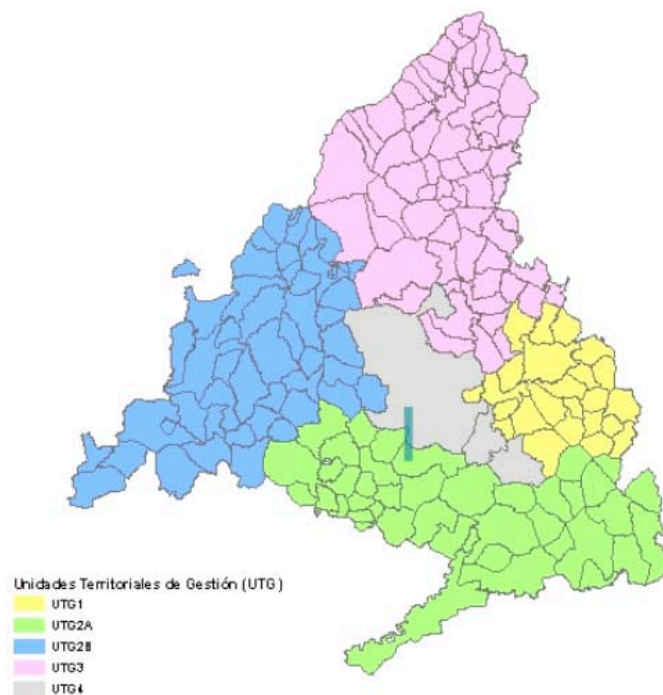 Unidades Territoriales de Gestión (UTG)
UTG1
UTG2A
UTG2B
UTG3
UTG4